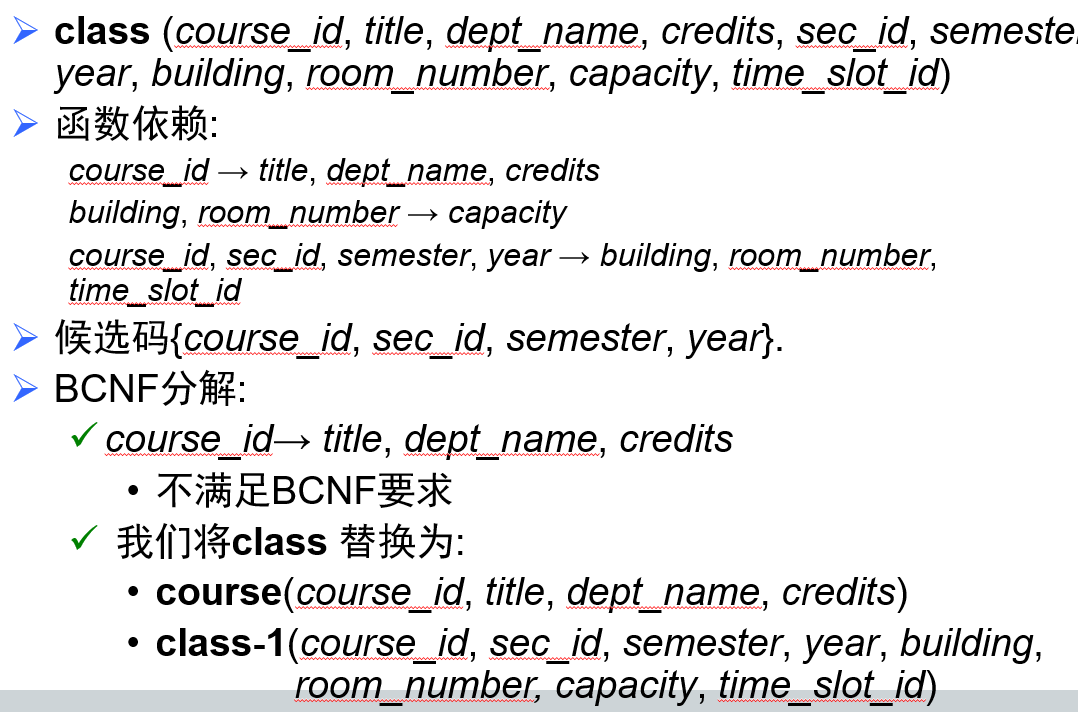 class (course_id, title, dept_name, credits, sec_id, semester
year, building, room_number, capacity, time_slot_id)
函数依赖:
course_id → title, dept_name, credits
building, room_number → capacity
course_id, sec_id, semester, year → building, room_number,
time_slot_id
候选码{course_id, sec_id, semester, year}.
BCNF分解:
course_id→ title, dept_name, credits
不满足BCNF要求
我们将class 替换为:
course(course_id, title, dept_name, credits)
class-1(course_id, sec_id, semester, year, building,
room_number, capacity, time_slot_id)